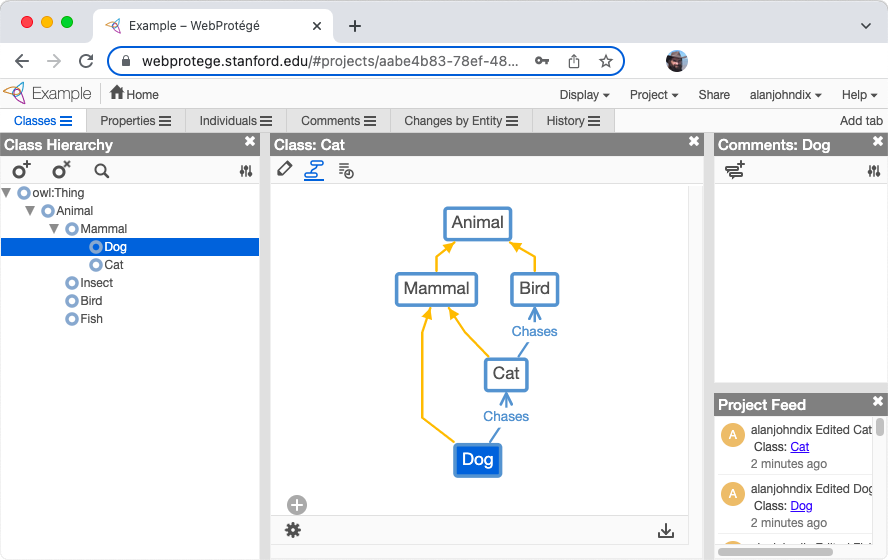 Example – WebProtégé
webprotege.stanford.edu/#projects/aabe4b83-78ef-48...
Example
Home
Display
Project
Share
alanjohndix
Help
Classes
Properties
Individuals
Comments
Changes by Entity
History
Add tab
Class Hierarchy
owl:Thing
Animal
Mammal
Dog
Cat
Insect
Bird
Fish
Class: Cat
Animal
Mammal
Bird
Chases
Cat
Chases
Dog
Comments: Dog
Project Feed
A
alanjohndix Edited Cat
Class: Cat
2 minutes ago
A
alanjohndix Edited Dog
Class: Dog
2 minutes ago